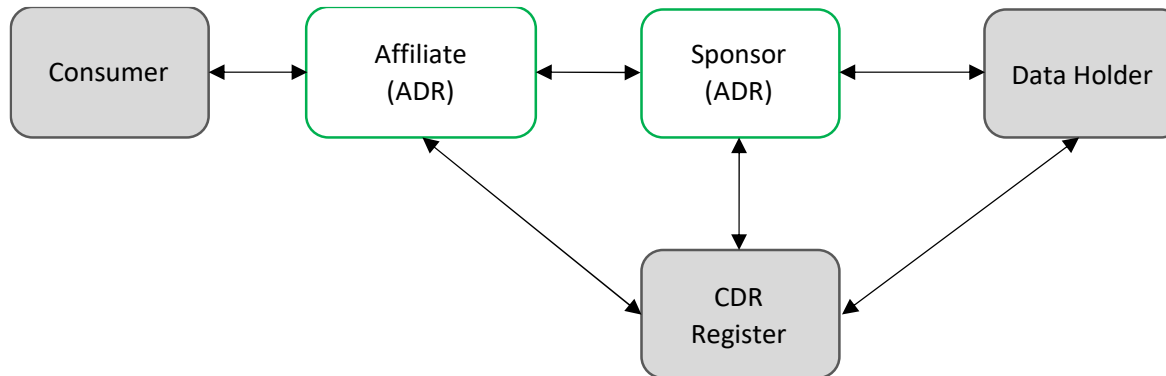 Consumer
Affiliate
(ADR)
Sponsor
(ADR)
Data Holder
CDR
Register